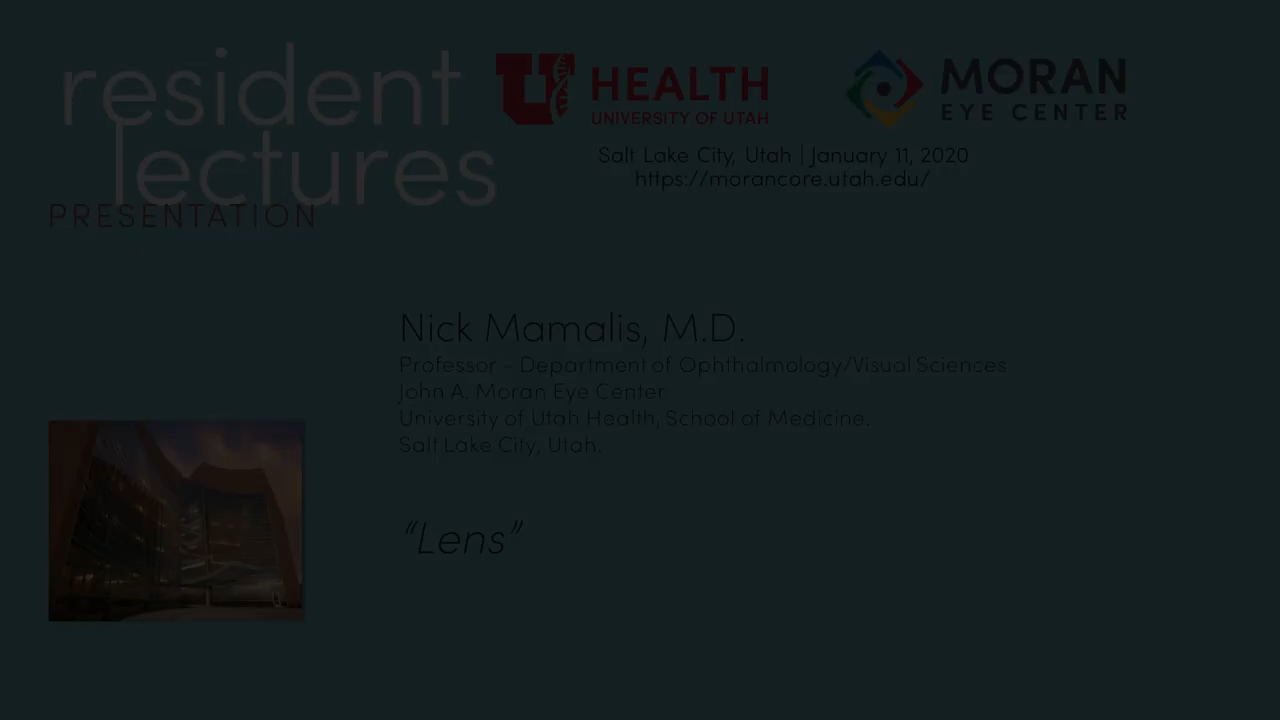 resident
lectures
PRESENTATION
U HEALTH
UNIVERSITY OF UTAH
MORAN
EYE CENTER
Salt Lake City, Utah | January 11, 2020
https://morancore.utah.edu/
Nick Mamalis, M.D.
Professor - Department of Ophthalmology/Visual Sciences
John A. Moran Eye Center
University of Utah Health, School of Medicine.
Salt Lake City, Utah.
“Lens”